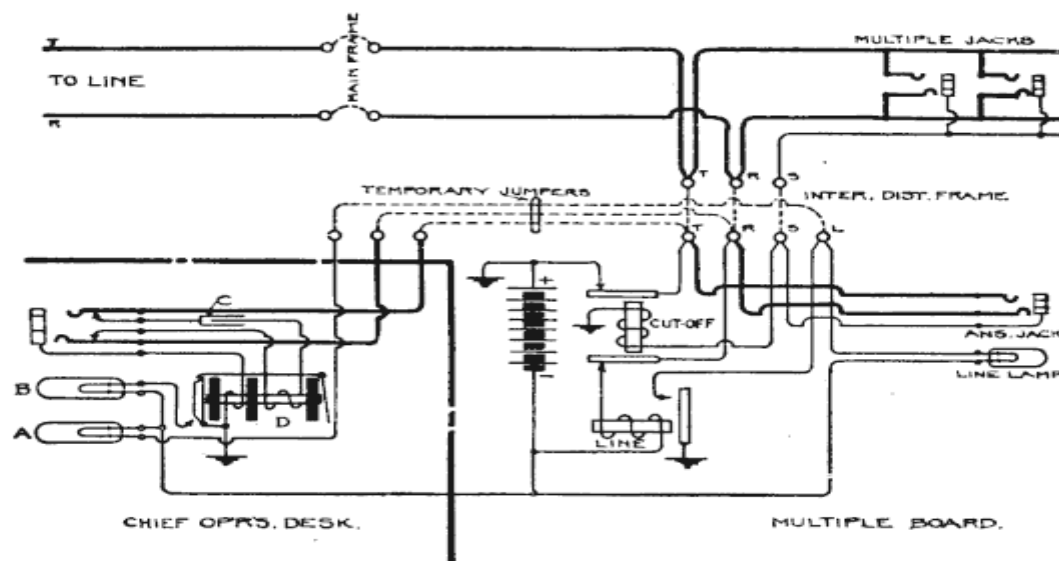 T
MAIN FRAME
MULTIPLE JACKS
TO LINE
R
T R S
TEMPORARY JUMPERS
INTER. DIST. FRAME
T R S L
+
C
CUT-OFF
ANS. JACK
LINE LAMP
B
D
A
LINE
-
CHIEF OPR'S. DESK.
MULTIPLE BOARD.